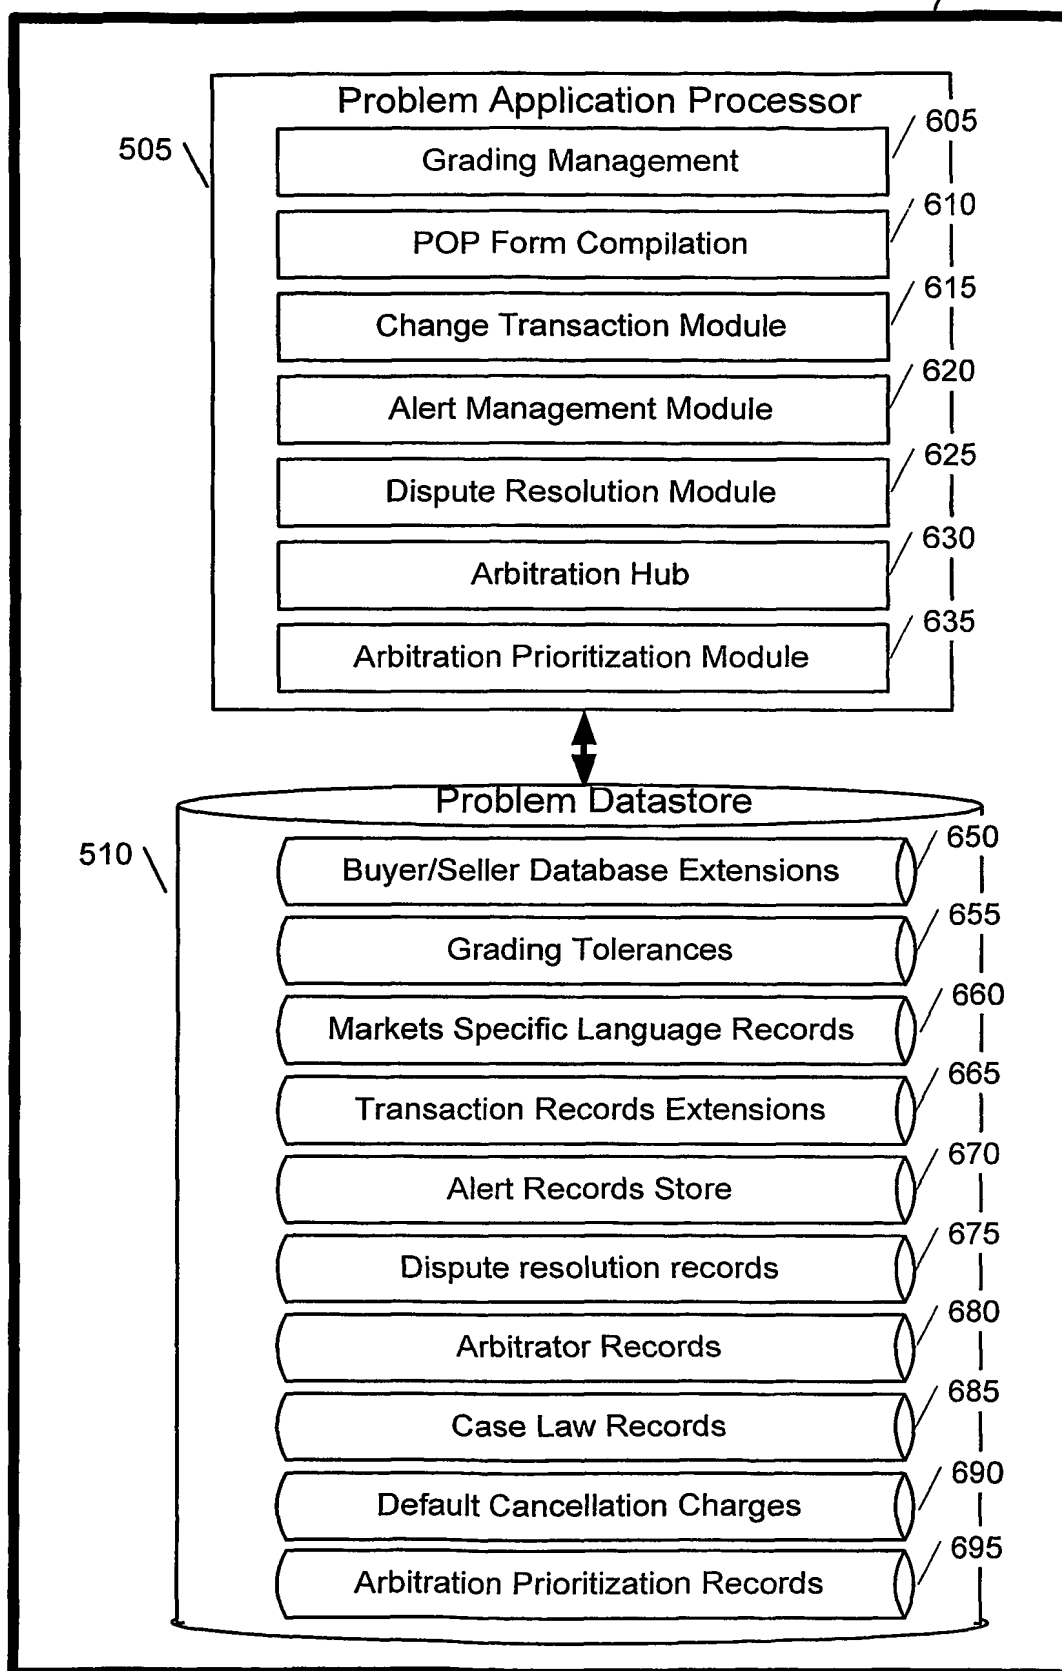 Problem Application Processor
505
605
Grading Management
610
POP Form Compilation
615
Change Transaction Module
620
Alert Management Module
625
Dispute Resolution Module
630
Arbitration Hub
635
Arbitration Prioritization Module
Problem Datastore
510
650
Buyer/Seller Database Extensions
655
Grading Tolerances
660
Markets Specific Language Records
665
Transaction Records Extensions
670
Alert Records Store
675
Dispute resolution records
680
Arbitrator Records
685
Case Law Records
690
Default Cancellation Charges
695
Arbitration Prioritization Records